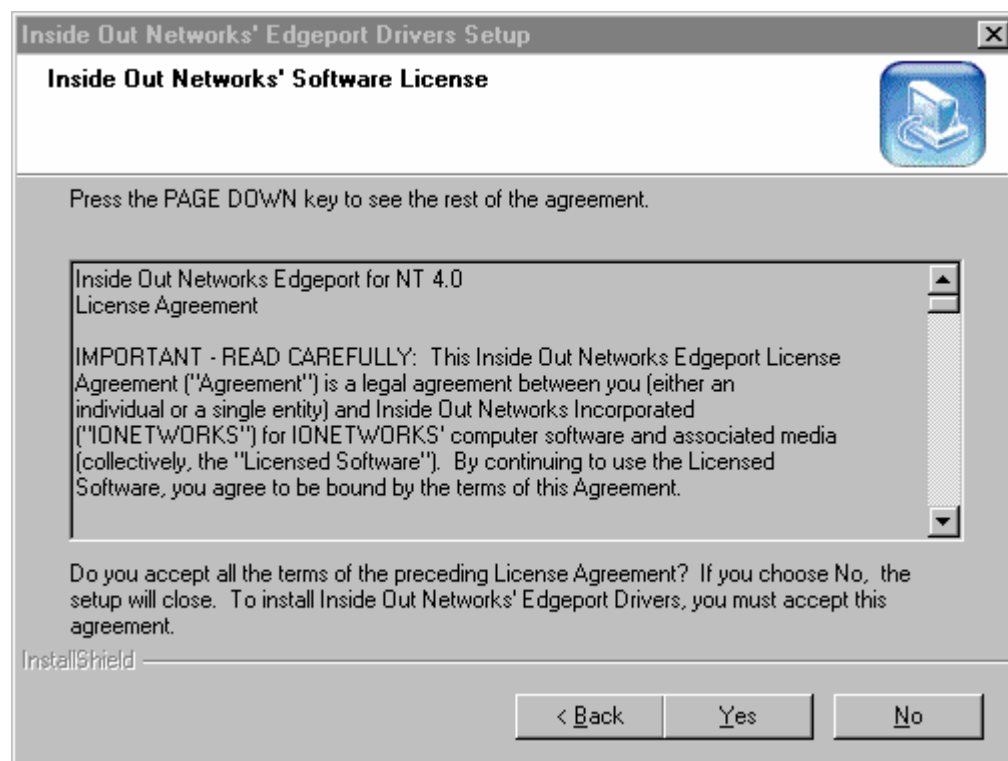 Inside Out Networks' Edgeport Drivers Setup
Inside Out Networks' Software License
Press the PAGE DOWN key to see the rest of the agreement.
Inside Out Networks Edgeport for NT 4.0
License Agreement
IMPORTANT - READ CAREFULLY:  This Inside Out Networks Edgeport License
Agreement ("Agreement") is a legal agreement between you (either an
individual or a single entity) and Inside Out Networks Incorporated
("IONETWORKS") for IONETWORKS' computer software and associated media
(collectively, the "Licensed Software").  By continuing to use the Licensed
Software, you agree to be bound by the terms of this Agreement.
Do you accept all the terms of the preceding License Agreement?  If you choose No,  the
setup will close.  To install Inside Out Networks' Edgeport Drivers, you must accept this
agreement.
InstallShield
< Back
Yes
No